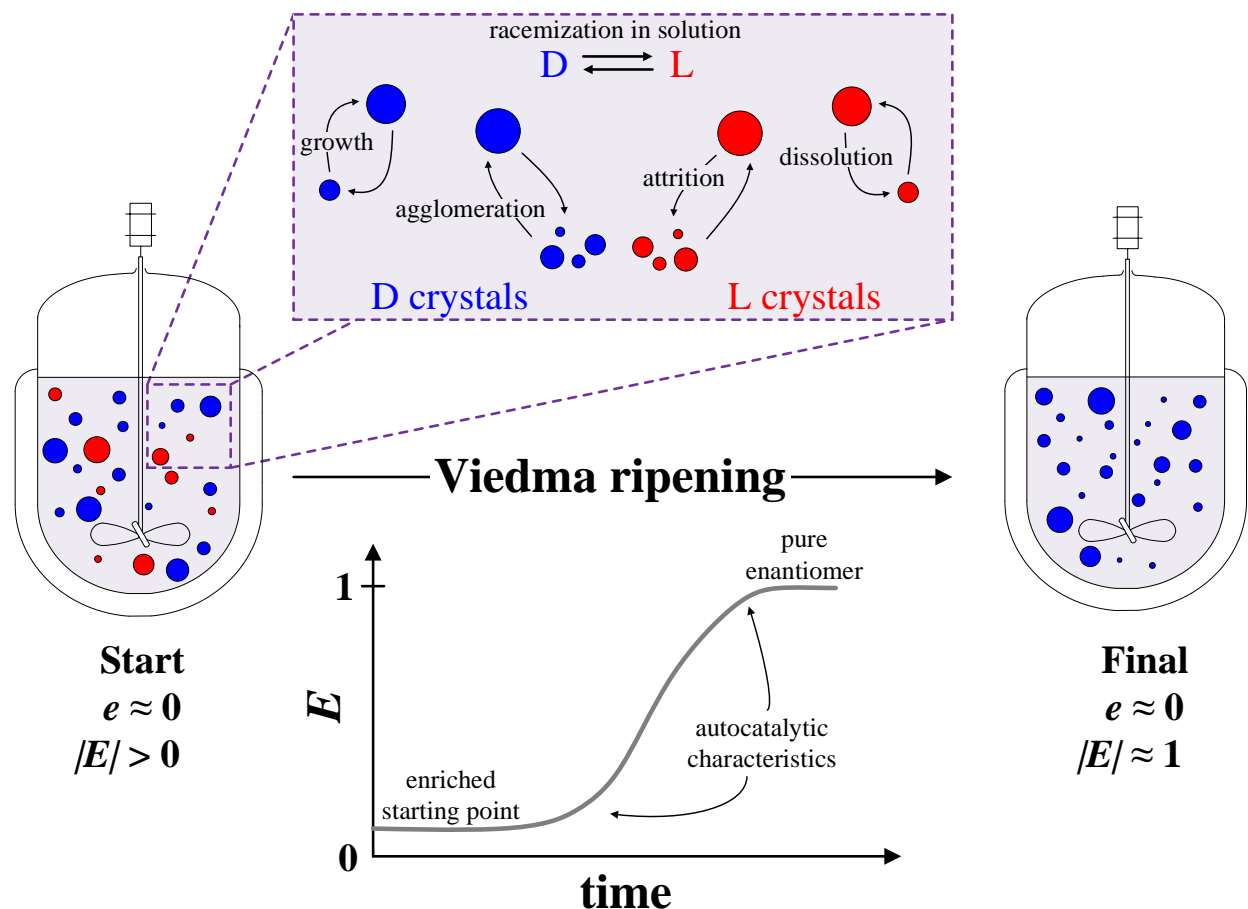 racemization in solution
D L
growth
dissolution
attrition
agglomeration
D crystals
L crystals
Viedma ripening
Start
e ≈ 0
|E| > 0
Final
e ≈ 0
|E| ≈ 1
1
0
E
time
pure
enantiomer
autocatalytic
characteristics
enriched
starting point